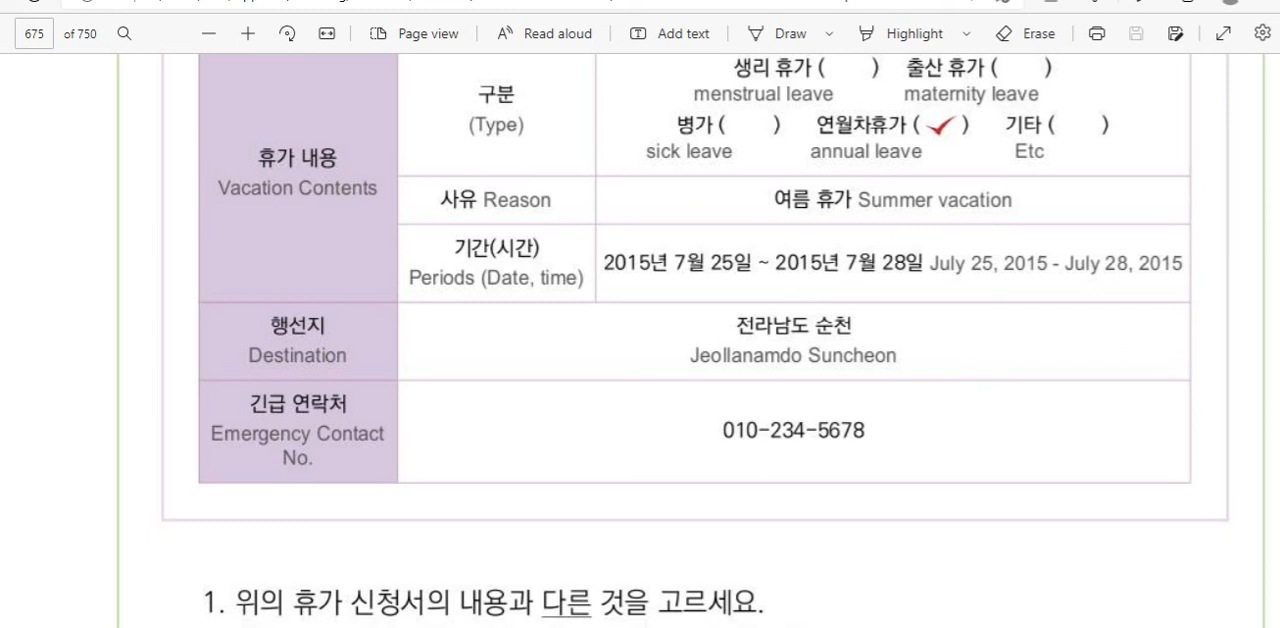 675 of 750 Page view Read aloud Add text Draw Highlight Erase
생리 휴가 ( ) 출산 휴가 ( )
menstrual leave maternity leave
구분
(Type)
병가 ( ) 연월차휴가 ( ✓ ) 기타 ( )
sick leave annual leave Etc
휴가 내용
Vacation Contents
사유 Reason 여름 휴가 Summer vacation
기간(시간)
Periods (Date, time)
2015년 7월 25일 ~ 2015년 7월 28일 July 25, 2015 - July 28, 2015
행선지
Destination
전라남도 순천
Jeollanamdo Suncheon
긴급 연락처
Emergency Contact
No.
010-234-5678
1. 위의 휴가 신청서의 내용과 다른 것을 고르세요.